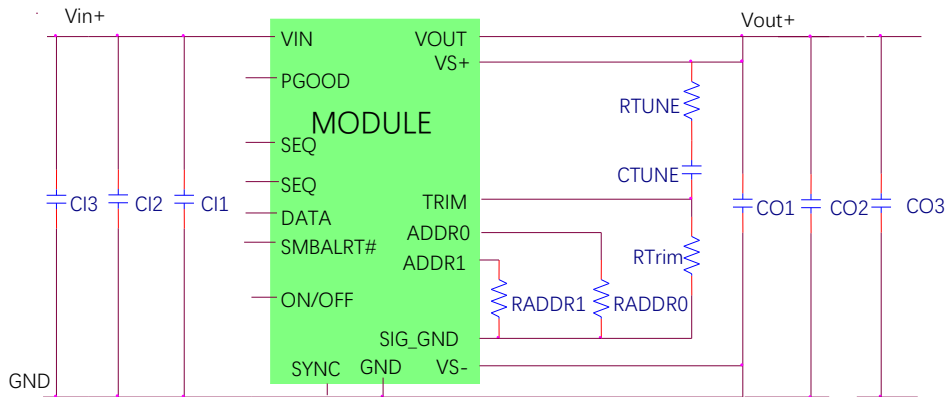 Vin+
Vout+
VIN
VOUT
VS+
PGOOD
RTUNE
MODULE
SEQ
CTUNE
SEQ
CI3
CI2
CI1
TRIM
CO1
CO2
CO3
DATA
ADDR0
SMBALRT#
ADDR1
RTrim
ON/OFF
RADDR1
RADDR0
SIG_GND
SYNC
GND
VS-
GND